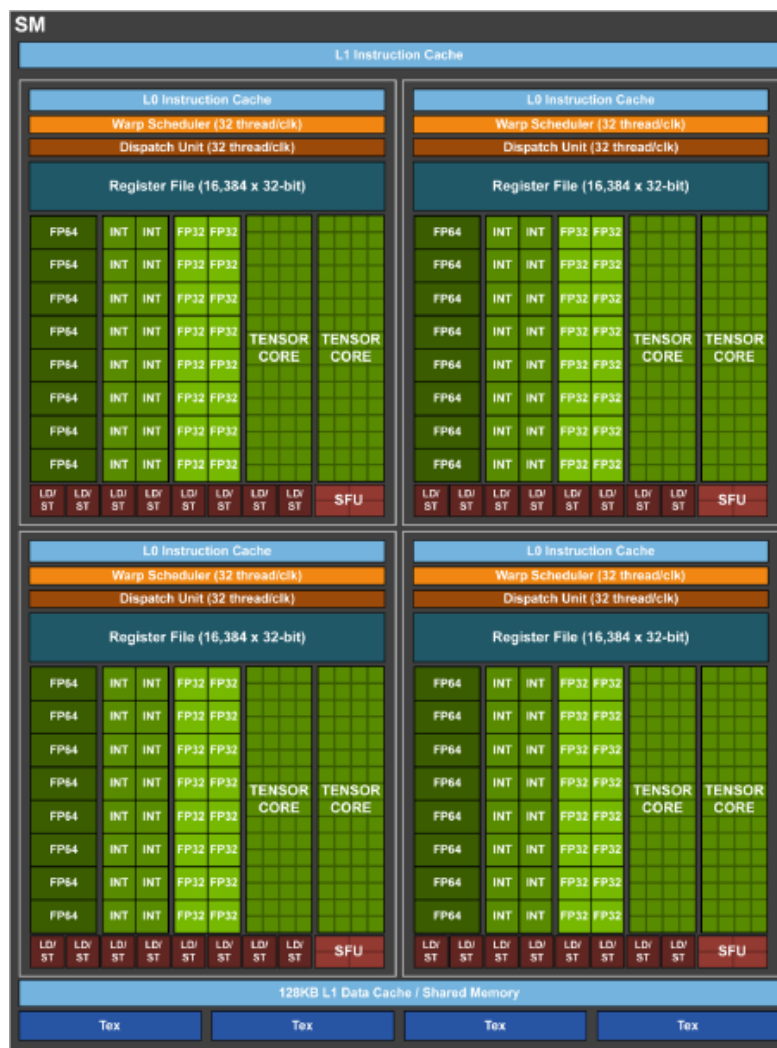 SM
L1 Instruction Cache
L0 Instruction Cache L0 Instruction Cache
Warp Scheduler (32 thread/clk) Warp Scheduler (32 thread/clk)
Dispatch Unit (32 thread/clk) Dispatch Unit (32 thread/clk)
Register File (16,384 x 32-bit) Register File (16,384 x 32-bit)
FP64 INT INT FP32 FP32 FP64 INT INT FP32 FP32
FP64 INT INT FP32 FP32 FP64 INT INT FP32 FP32
FP64 INT INT FP32 FP32 FP64 INT INT FP32 FP32
FP64 INT INT FP32 FP32 TENSOR CORE TENSOR CORE FP64 INT INT FP32 FP32 TENSOR CORE TENSOR CORE
FP64 INT INT FP32 FP32 FP64 INT INT FP32 FP32
FP64 INT INT FP32 FP32 FP64 INT INT FP32 FP32
FP64 INT INT FP32 FP32 FP64 INT INT FP32 FP32
FP64 INT INT FP32 FP32 FP64 INT INT FP32 FP32
LD/ST LD/ST LD/ST LD/ST LD/ST LD/ST LD/ST LD/ST SFU LD/ST LD/ST LD/ST LD/ST LD/ST LD/ST LD/ST LD/ST SFU
L0 Instruction Cache L0 Instruction Cache
Warp Scheduler (32 thread/clk) Warp Scheduler (32 thread/clk)
Dispatch Unit (32 thread/clk) Dispatch Unit (32 thread/clk)
Register File (16,384 x 32-bit) Register File (16,384 x 32-bit)
FP64 INT INT FP32 FP32 FP64 INT INT FP32 FP32
FP64 INT INT FP32 FP32 FP64 INT INT FP32 FP32
FP64 INT INT FP32 FP32 FP64 INT INT FP32 FP32
FP64 INT INT FP32 FP32 TENSOR CORE TENSOR CORE FP64 INT INT FP32 FP32 TENSOR CORE TENSOR CORE
FP64 INT INT FP32 FP32 FP64 INT INT FP32 FP32
FP64 INT INT FP32 FP32 FP64 INT INT FP32 FP32
FP64 INT INT FP32 FP32 FP64 INT INT FP32 FP32
FP64 INT INT FP32 FP32 FP64 INT INT FP32 FP32
LD/ST LD/ST LD/ST LD/ST LD/ST LD/ST LD/ST LD/ST SFU LD/ST LD/ST LD/ST LD/ST LD/ST LD/ST LD/ST LD/ST SFU
128KB L1 Data Cache / Shared Memory
Tex Tex Tex Tex